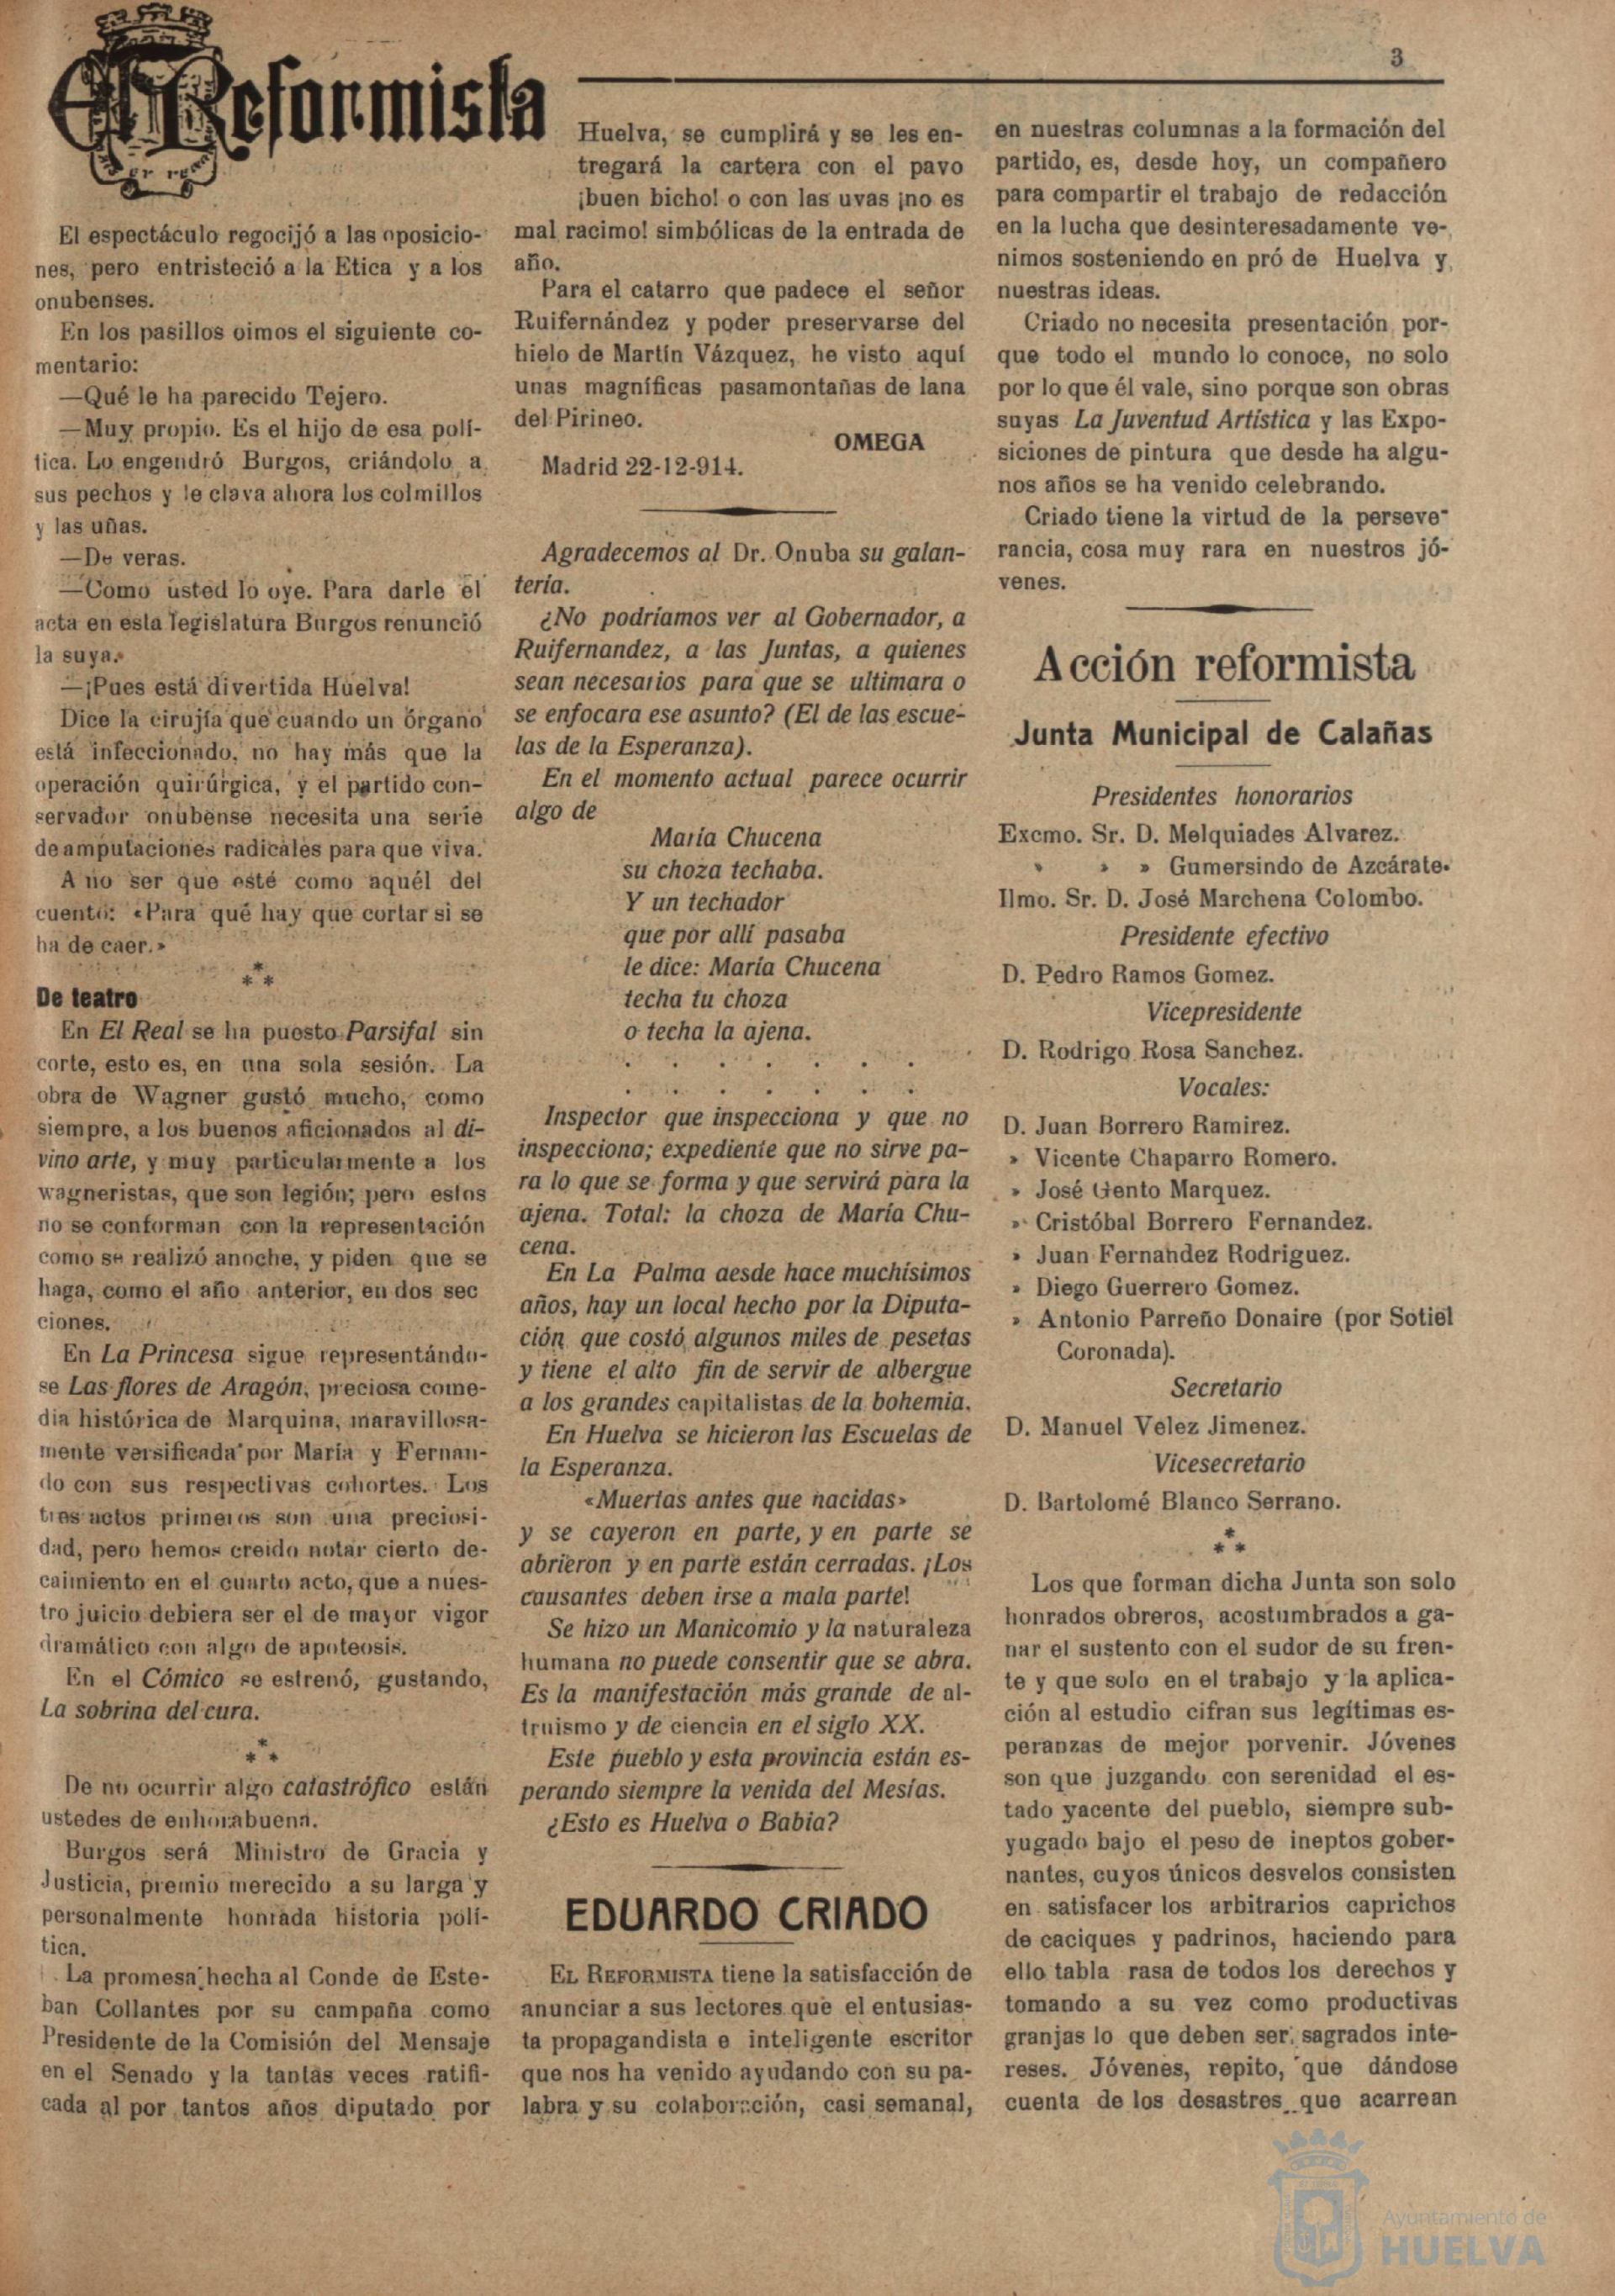 El Reformista
3
El espectáculo regocijó a las oposicio-
nes, pero entristeció a la Etica y a los
onubenses.
En los pasillos oimos el siguiente co-
mentario:
—Qué le ha parecido Tejero.
—Muy propio. Es el hijo de esa polí-
tica. Lo engendró Burgos, criándolo a
sus pechos y le clava ahora los colmillos
y las uñas.
—De veras.
—Como usted lo oye. Para darle el
acta en esta legislatura Burgos renunció
la suya.
—¡Pues está divertida Huelva!
Dice la cirujía que cuando un órgano
está infeccionado, no hay más que la
operación quirúrgica, y el partido con-
servador onubense necesita una serie
de amputaciones radicales para que viva.
A no ser que esté como aquél del
cuento: «Para qué hay que cortar si se
ha de caer.»
***
De teatro
En El Real se ha puesto Parsifal sin
corte, esto es, en una sola sesión. La
obra de Wagner gustó mucho, como
siempre, a los buenos aficionados al di-
vino arte, y muy particularmente a los
wagneristas, que son legión; pero estos
no se conforman con la representación
como se realizó anoche, y piden que se
haga, como el año anterior, en dos sec
ciones.
En La Princesa sigue representándo-
se Las flores de Aragón, preciosa come-
dia histórica de Marquina, maravillosa-
mente versificada por María y Fernan-
do con sus respectivas cohortes. Los
tres actos primeros son una preciosi-
dad, pero hemos creido notar cierto de-
caimiento en el cuarto acto, que a nues-
tro juicio debiera ser el de mayor vigor
dramático con algo de apoteosis.
En el Cómico se estrenó, gustando,
La sobrina del cura.
***
De no ocurrir algo catastrófico están
ustedes de enhorabuena.
Burgos será Ministro de Gracia y
Justicia, premio merecido a su larga y
personalmente honrada historia polí-
tica.
La promesa hecha al Conde de Este-
ban Collantes por su campaña como
Presidente de la Comisión del Mensaje
en el Senado y la tantas veces ratifi-
cada al por tantos años diputado por
Huelva, se cumplirá y se les en-
tregará la cartera con el pavo
¡buen bicho! o con las uvas ¡no es
mal racimo! simbólicas de la entrada de
año.
Para el catarro que padece el señor
Ruifernández y poder preservarse del
hielo de Martín Vázquez, he visto aquí
unas magníficas pasamontañas de lana
del Pirineo.
OMEGA
Madrid 22-12-914.
Agradecemos al Dr. Onuba su galan-
tería.
¿No podríamos ver al Gobernador, a
Ruifernandez, a las Juntas, a quienes
sean necesarios para que se ultimara o
se enfocara ese asunto? (El de las escue-
las de la Esperanza).
En el momento actual parece ocurrir
algo de
María Chucena
su choza techaba.
Y un techador
que por allí pasaba
le dice: María Chucena
techa tu choza
o techa la ajena.
. . . . . . .
. . . . . . .
Inspector que inspecciona y que no
inspecciona; expediente que no sirve pa-
ra lo que se forma y que servirá para la
ajena. Total: la choza de María Chu-
cena.
En La Palma aesde hace muchísimos
años, hay un local hecho por la Diputa-
ción que costó algunos miles de pesetas
y tiene el alto fin de servir de albergue
a los grandes capitalistas de la bohemia.
En Huelva se hicieron las Escuelas de
la Esperanza.
«Muertas antes que nacidas»
y se cayeron en parte, y en parte se
abrieron y en parte están cerradas. ¡Los
causantes deben irse a mala parte!
Se hizo un Manicomio y la naturaleza
humana no puede consentir que se abra.
Es la manifestación más grande de al-
truismo y de ciencia en el siglo XX.
Este pueblo y esta provincia están es-
perando siempre la venida del Mesías.
¿Esto es Huelva o Babia?
EDUARDO CRIADO
EL REFORMISTA tiene la satisfacción de
anunciar a sus lectores que el entusias-
ta propagandista e inteligente escritor
que nos ha venido ayudando con su pa-
labra y su colaboración, casi semanal,
en nuestras columnas a la formación del
partido, es, desde hoy, un compañero
para compartir el trabajo de redacción
en la lucha que desinteresadamente ve-
nimos sosteniendo en pró de Huelva y
nuestras ideas.
Criado no necesita presentación por-
que todo el mundo lo conoce, no solo
por lo que él vale, sino porque son obras
suyas La Juventud Artística y las Expo-
siciones de pintura que desde ha algu-
nos años se ha venido celebrando.
Criado tiene la virtud de la perseve-
rancia, cosa muy rara en nuestros jó-
venes.
Acción reformista
Junta Municipal de Calañas
Presidentes honorarios
Excmo. Sr. D. Melquiades Alvarez.
» » » Gumersindo de Azcárate.
Ilmo. Sr. D. José Marchena Colombo.
Presidente efectivo
D. Pedro Ramos Gomez.
Vicepresidente
D. Rodrigo Rosa Sanchez.
Vocales:
D. Juan Borrero Ramirez.
» Vicente Chaparro Romero.
» José Gento Marquez.
» Cristóbal Borrero Fernandez.
» Juan Fernandez Rodriguez.
» Diego Guerrero Gomez.
» Antonio Parreño Donaire (por Sotiel
Coronada).
Secretario
D. Manuel Velez Jimenez.
Vicesecretario
D. Bartolomé Blanco Serrano.
***
Los que forman dicha Junta son solo
honrados obreros, acostumbrados a ga-
nar el sustento con el sudor de su fren-
te y que solo en el trabajo y la aplica-
ción al estudio cifran sus legítimas es-
peranzas de mejor porvenir. Jóvenes
son que juzgando con serenidad el es-
tado yacente del pueblo, siempre sub-
yugado bajo el peso de ineptos gober-
nantes, cuyos únicos desvelos consisten
en satisfacer los arbitrarios caprichos
de caciques y padrinos, haciendo para
ello tabla rasa de todos los derechos y
tomando a su vez como productivas
granjas lo que deben ser sagrados inte-
reses. Jóvenes, repito, que dándose
cuenta de los desastres que acarrean
Ayuntamiento de
HUELVA